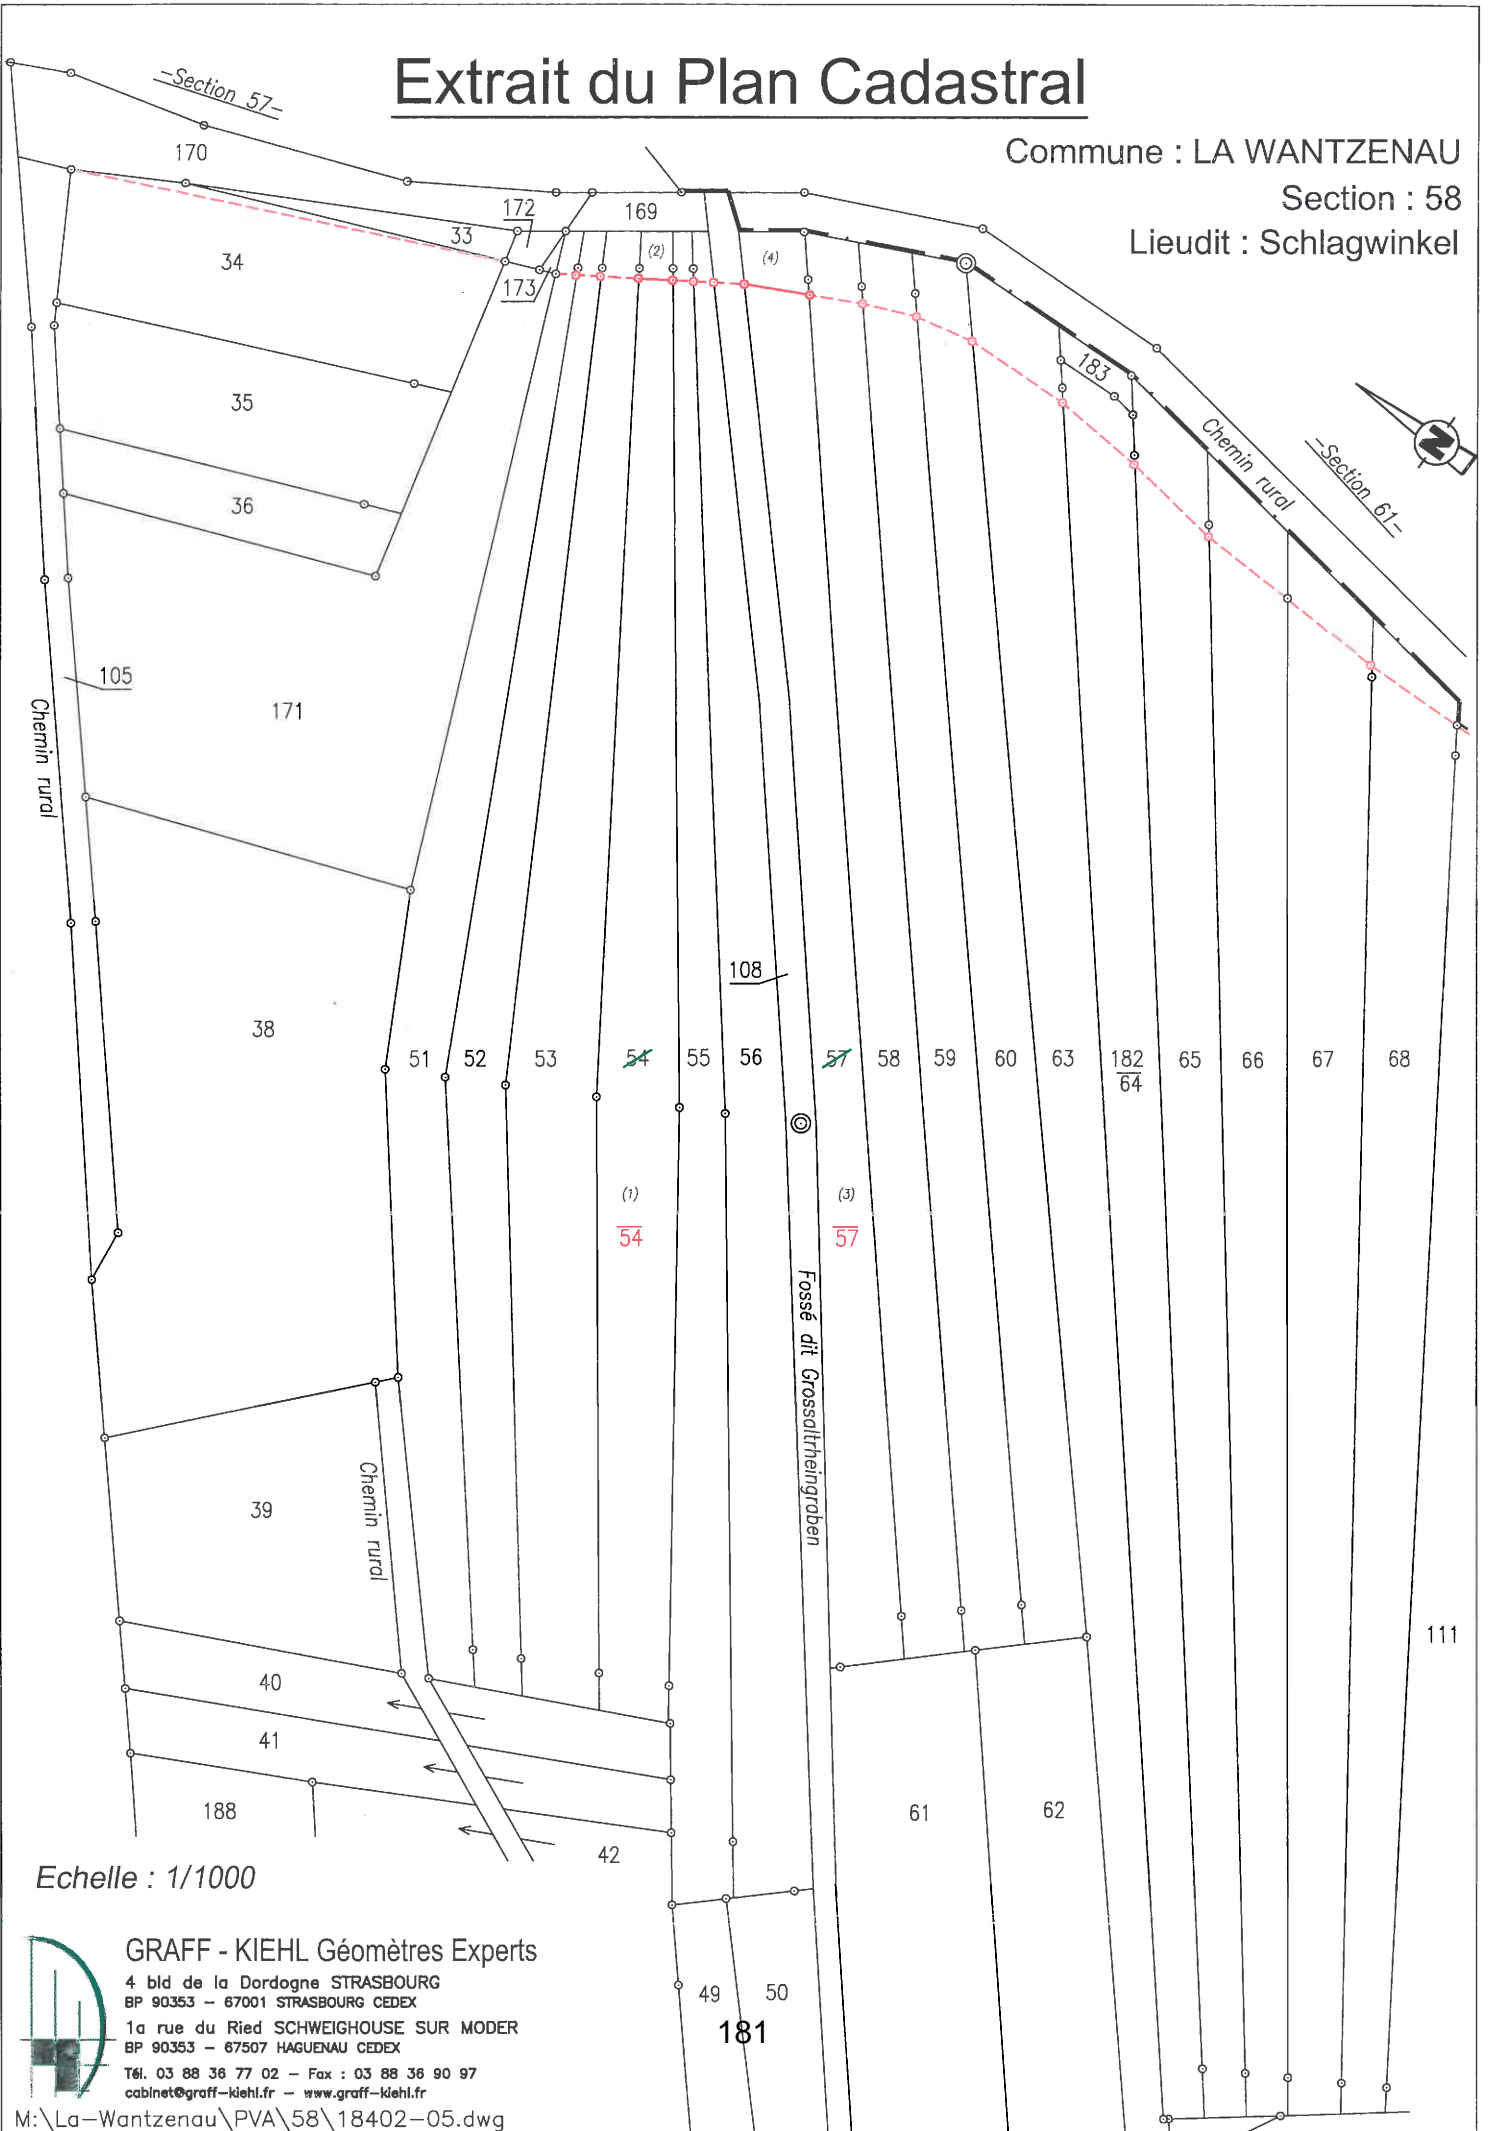 Extrait du Plan Cadastral
Commune : LA WANTZENAU
Section : 58
Lieudit : Schlagwinkel
-Section 57-
170
172
169
33
(2)
(4)
34
173
183
Chemin rural
-Section 61-
N
35
36
105
171
Chemin rural
108
38
51
52
53
54
55
56
57
58
59
60
63
182
64
65
66
67
68
(1)
54
(3)
57
Fossé dit Grossaltrheingraben
39
Chemin rural
111
40
41
188
42
61
62
Echelle : 1/1000
49
50
181
GRAFF - KIEHL Géomètres Experts
4 bld de la Dordogne STRASBOURG
BP 90353 – 67001 STRASBOURG CEDEX
1a rue du Ried SCHWEIGHOUSE SUR MODER
BP 90353 – 67507 HAGUENAU CEDEX
Tél. 03 88 36 77 02 – Fax : 03 88 36 90 97
cabinet@graff-kiehl.fr – www.graff-kiehl.fr
M:\La-Wantzenau\PVA\58\18402-05.dwg